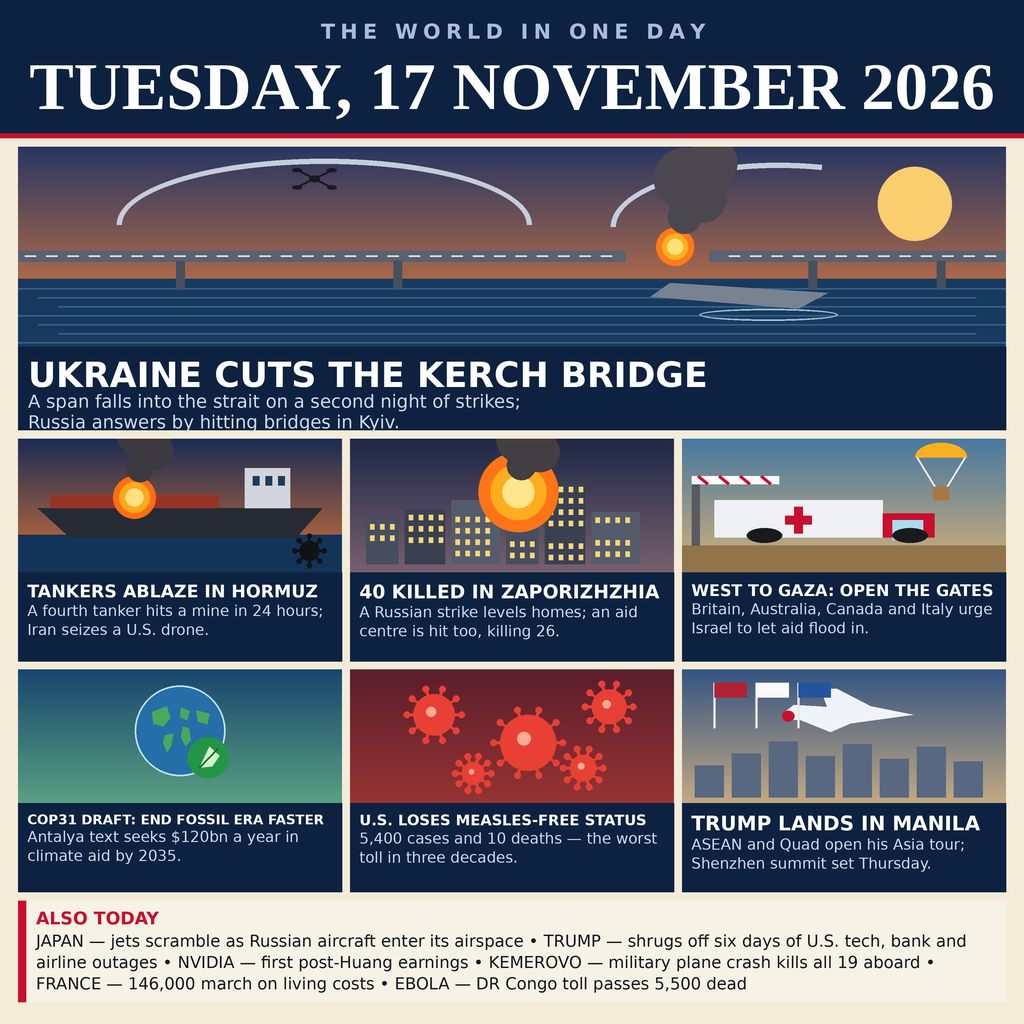 THE WORLD IN ONE DAY
TUESDAY, 17 NOVEMBER 2026
UKRAINE CUTS THE KERCH BRIDGE
A span falls into the strait on a second night of strikes;
Russia answers by hitting bridges in Kyiv.
TANKERS ABLAZE IN HORMUZ
A fourth tanker hits a mine in 24 hours;
Iran seizes a U.S. drone.
40 KILLED IN ZAPORIZHZHIA
A Russian strike levels homes; an aid
centre is hit too, killing 26.
WEST TO GAZA: OPEN THE GATES
Britain, Australia, Canada and Italy urge
Israel to let aid flood in.
COP31 DRAFT: END FOSSIL ERA FASTER
Antalya text seeks $120bn a year in
climate aid by 2035.
U.S. LOSES MEASLES-FREE STATUS
5,400 cases and 10 deaths — the worst
toll in three decades.
TRUMP LANDS IN MANILA
ASEAN and Quad open his Asia tour;
Shenzhen summit set Thursday.
ALSO TODAY
JAPAN — jets scramble as Russian aircraft enter its airspace • TRUMP — shrugs off six days of U.S. tech, bank and
airline outages • NVIDIA — first post-Huang earnings • KEMEROVO — military plane crash kills all 19 aboard •
FRANCE — 146,000 march on living costs • EBOLA — DR Congo toll passes 5,500 dead